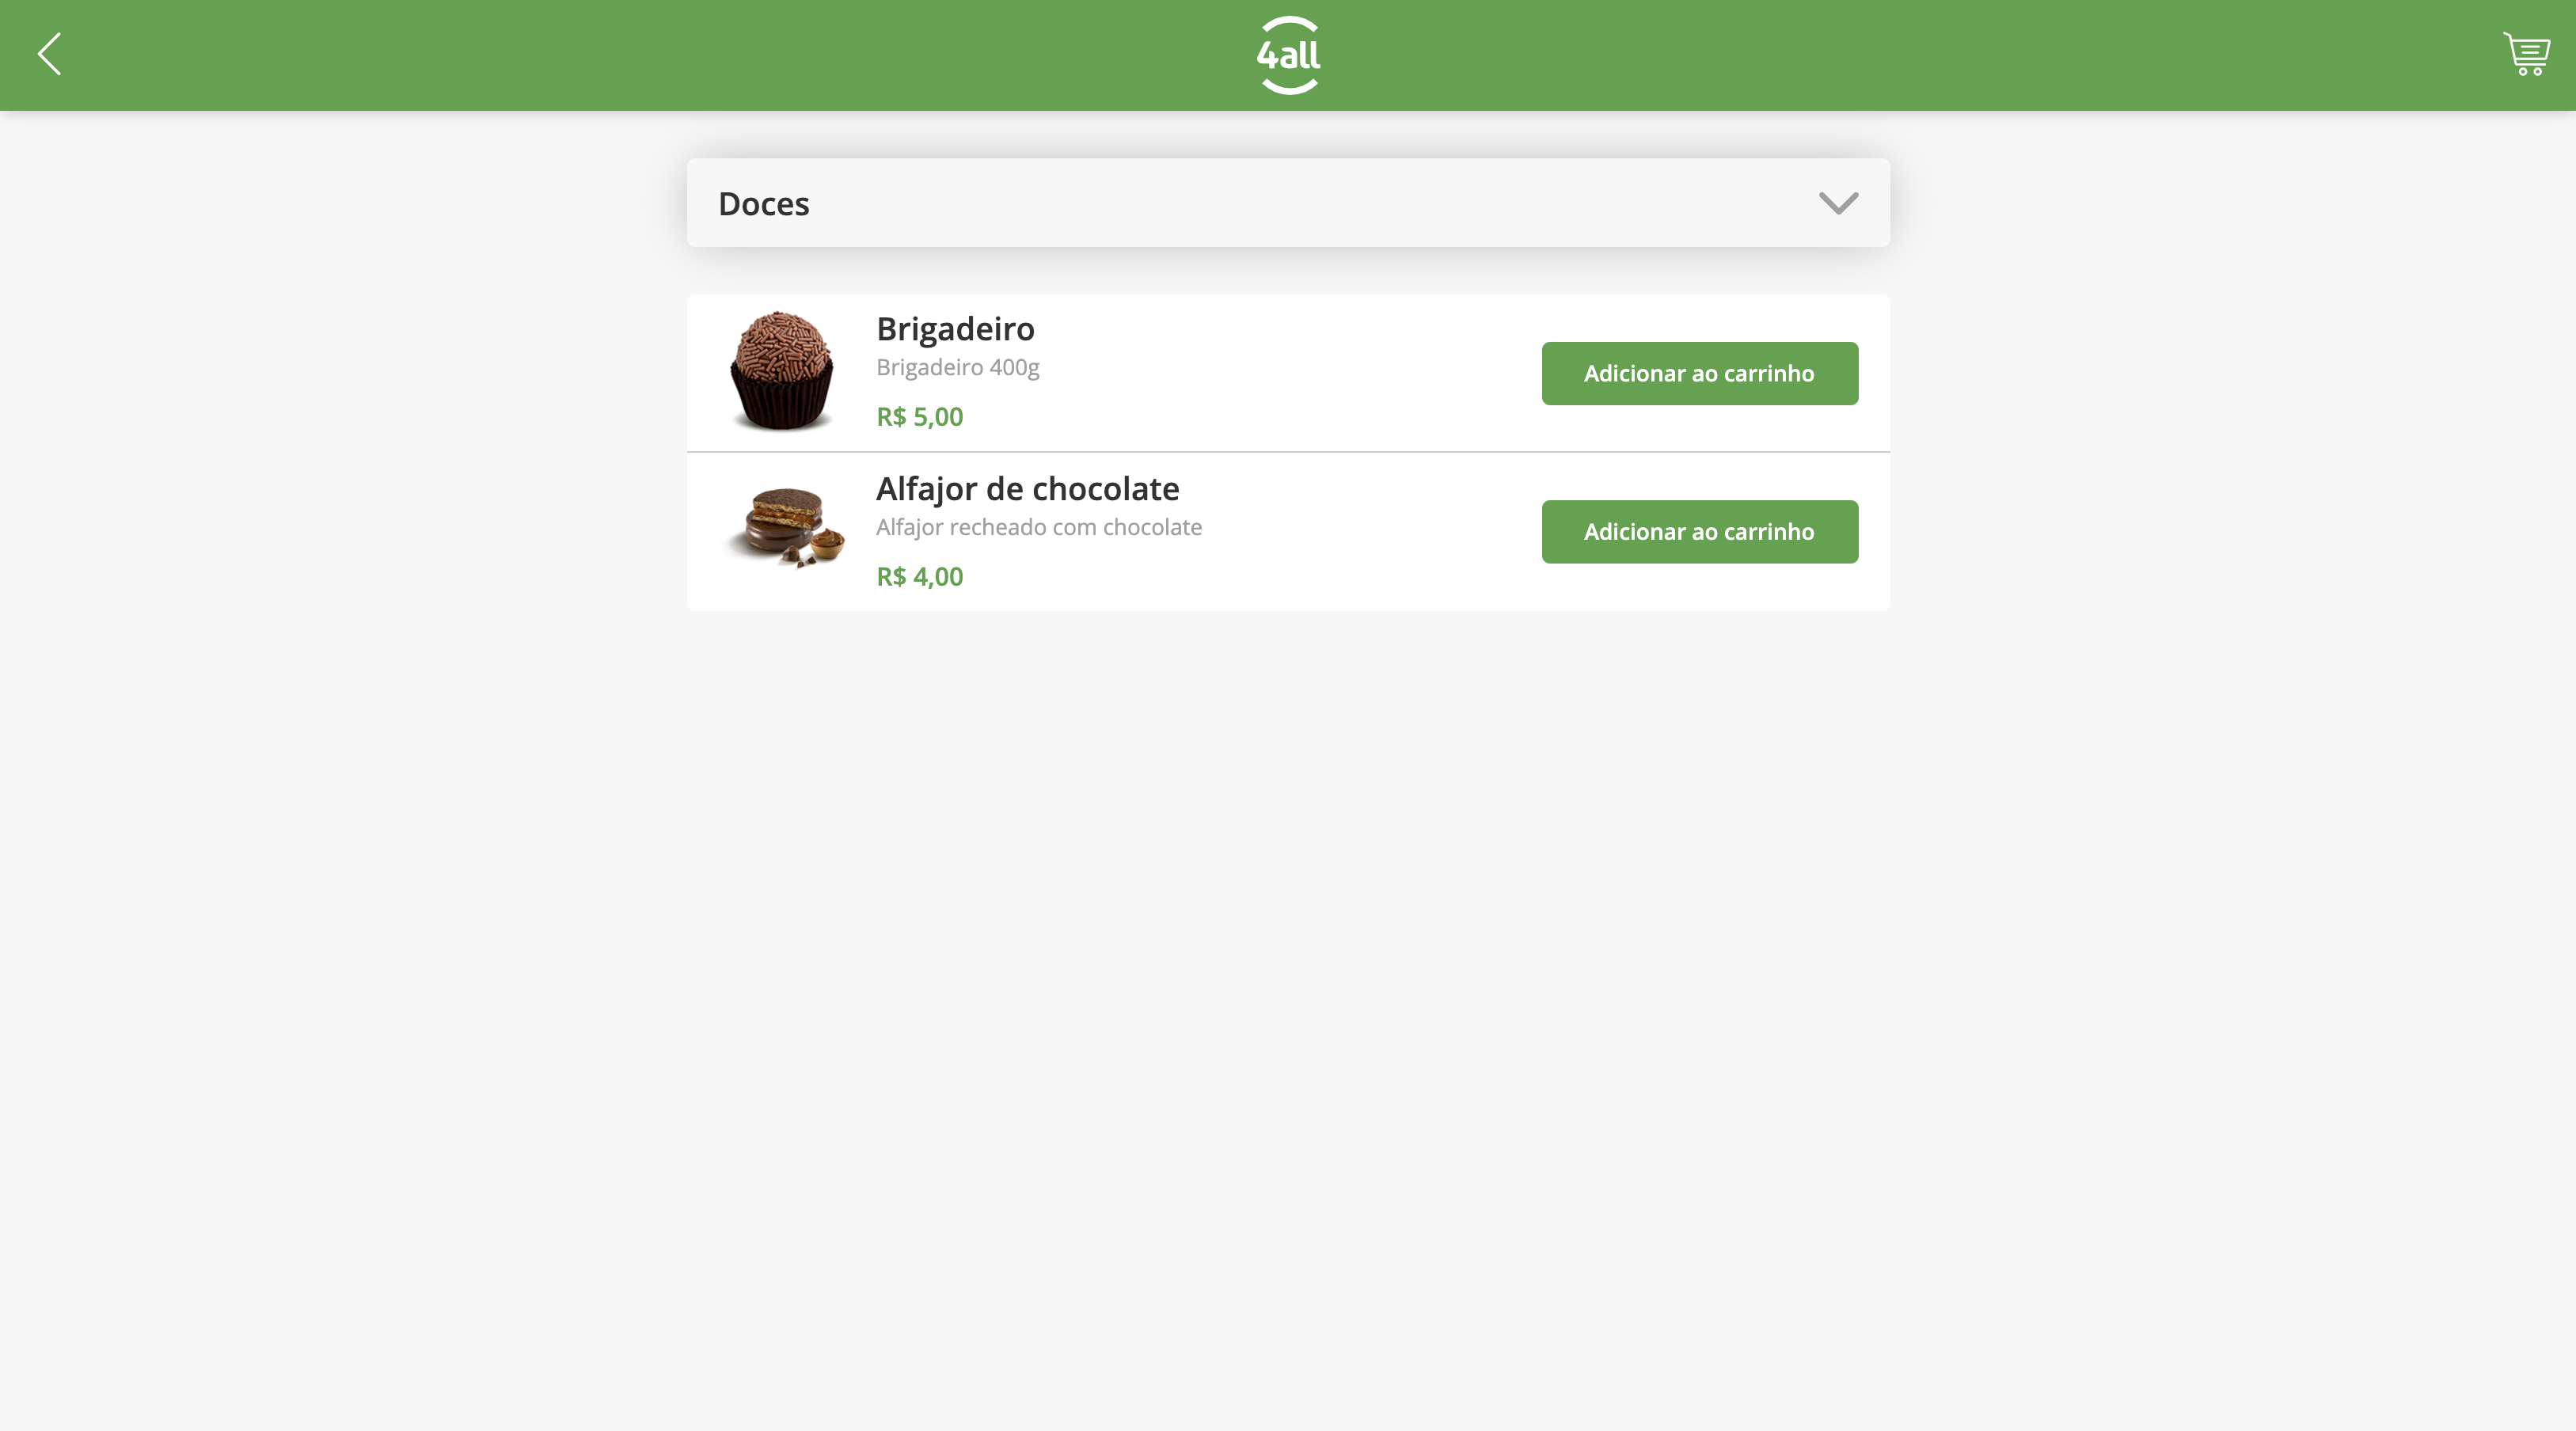 4all
Doces
Brigadeiro
Brigadeiro 400g
R$ 5,00
Adicionar ao carrinho
Alfajor de chocolate
Alfajor recheado com chocolate
R$ 4,00
Adicionar ao carrinho